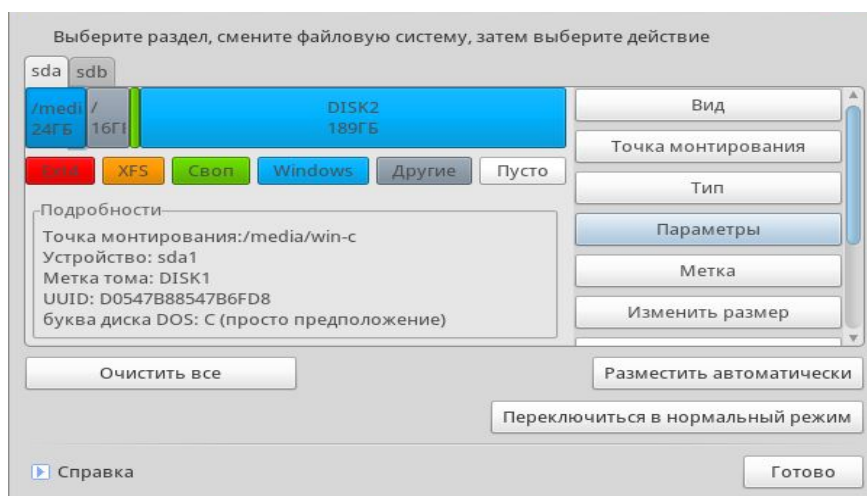 Выберите раздел, смените файловую систему, затем выберите действие
sda sdb
/medi / DISK2
24ГБ 16ГБ 189ГБ
XFS Своп Windows Другие Пусто
Подробности
Точка монтирования:/media/win-c
Устройство: sda1
Метка тома: DISK1
UUID: D0547B88547B6FD8
буква диска DOS: C (просто предположение)
Вид
Точка монтирования
Тип
Параметры
Метка
Изменить размер
Очистить все
Разместить автоматически
Переключиться в нормальный режим
Справка
Готово